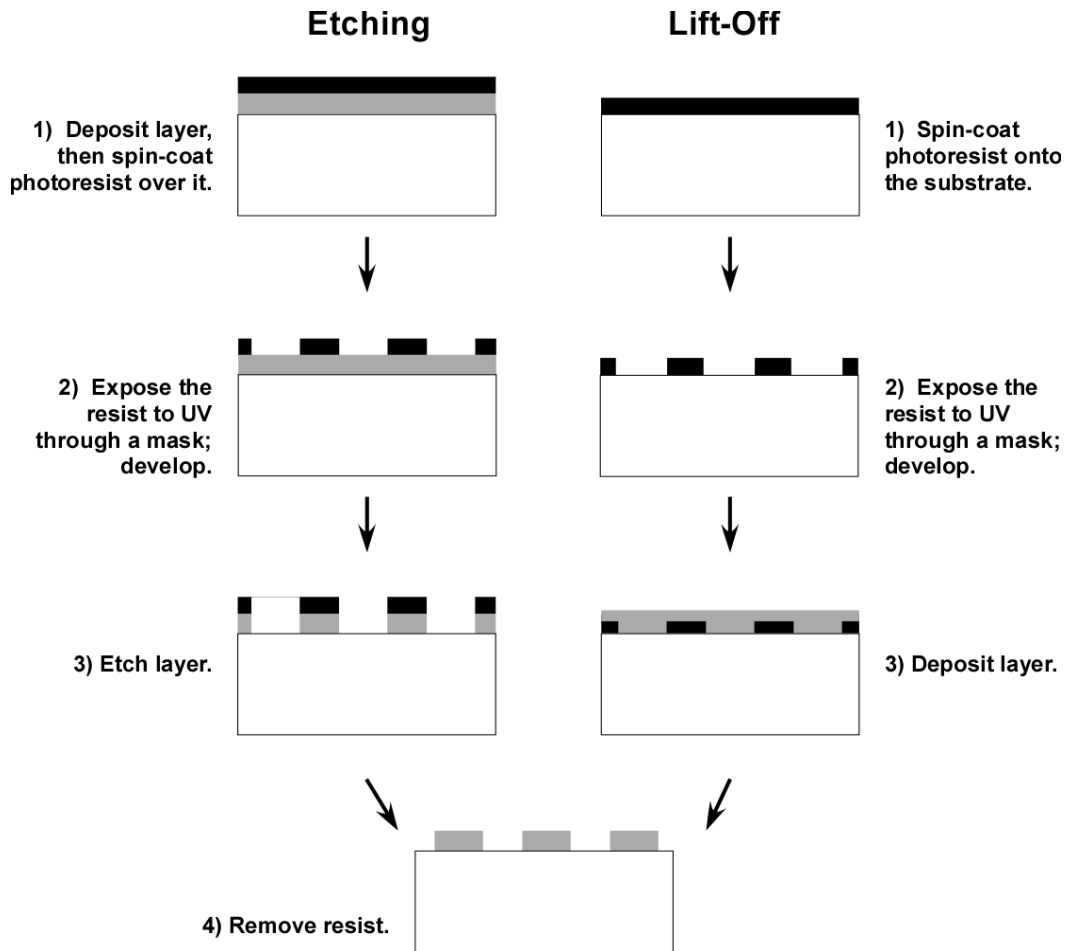 Etching
Lift-Off
1)  Deposit layer,
then spin-coat
photoresist over it.
1)  Spin-coat
photoresist onto
the substrate.
2)  Expose the
resist to UV
through a mask;
develop.
2)  Expose the
resist to UV
through a mask;
develop.
3) Etch layer.
3) Deposit layer.
4) Remove resist.